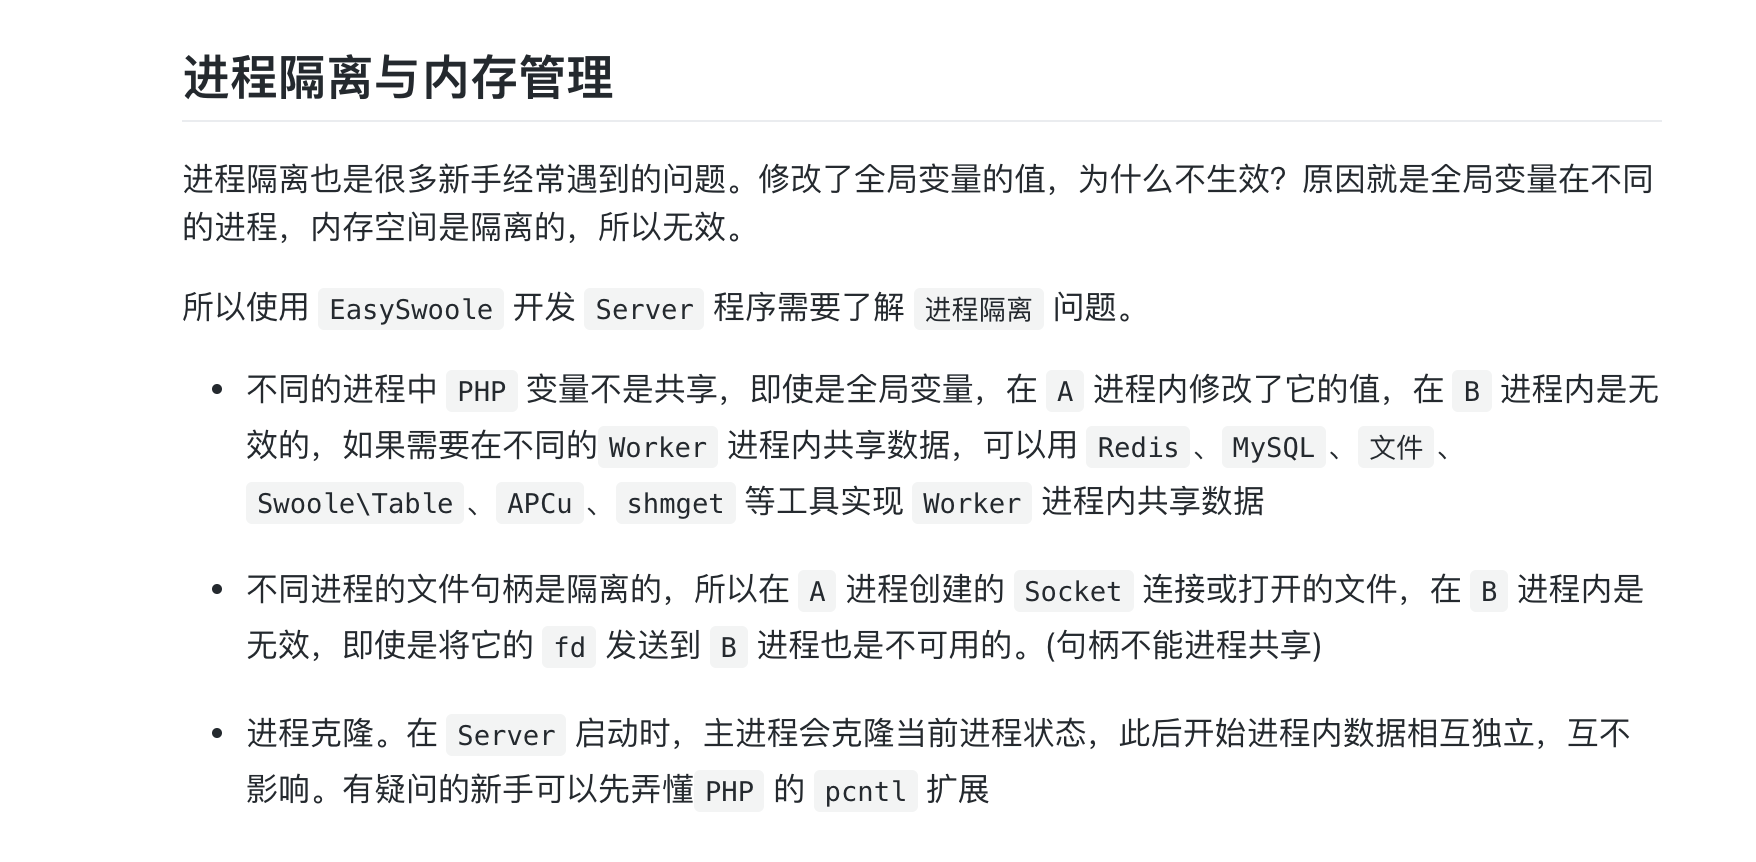 进程隔离与内存管理
进程隔离也是很多新手经常遇到的问题。修改了全局变量的值，为什么不生效？原因就是全局变量在不同
的进程，内存空间是隔离的，所以无效。
所以使用 EasySwoole 开发 Server 程序需要了解 进程隔离 问题。
• 不同的进程中 PHP 变量不是共享，即使是全局变量，在 A 进程内修改了它的值，在 B 进程内是无
效的，如果需要在不同的 Worker 进程内共享数据，可以用 Redis 、 MySQL 、 文件 、
Swoole\Table 、 APCu 、 shmget 等工具实现 Worker 进程内共享数据
• 不同进程的文件句柄是隔离的，所以在 A 进程创建的 Socket 连接或打开的文件，在 B 进程内是
无效，即使是将它的 fd 发送到 B 进程也是不可用的。(句柄不能进程共享)
• 进程克隆。在 Server 启动时，主进程会克隆当前进程状态，此后开始进程内数据相互独立，互不
影响。有疑问的新手可以先弄懂 PHP 的 pcntl 扩展